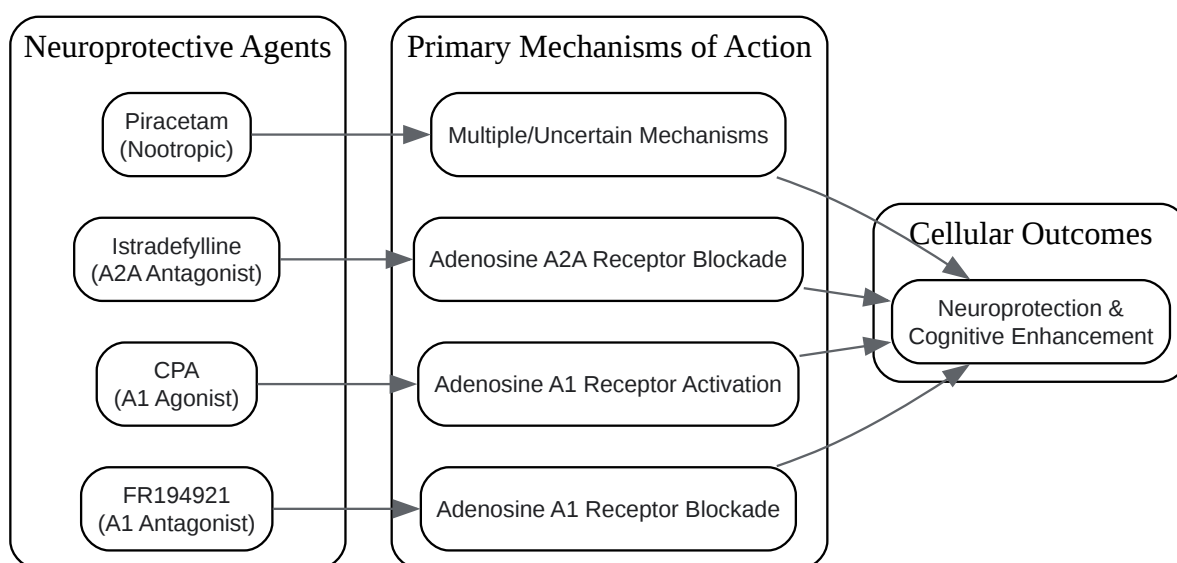 Neuroprotective Agents
Primary Mechanisms of Action
Piracetam
(Nootropic)
Multiple/Uncertain Mechanisms
Istradefylline
(A2A Antagonist)
Adenosine A2A Receptor Blockade
CPA
(A1 Agonist)
Adenosine A1 Receptor Activation
FR194921
(A1 Antagonist)
Adenosine A1 Receptor Blockade
Cellular Outcomes
Neuroprotection &
Cognitive Enhancement